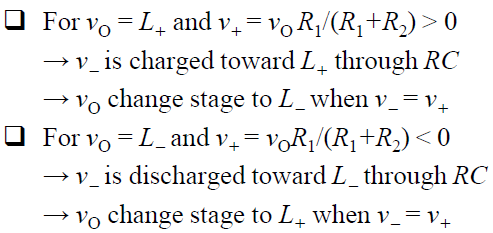 ❑ For v_O = L_+ and v_+ = v_O R_1/(R_1+R_2) > 0
→ v_– is charged toward L_+ through RC
→ v_O change stage to L_– when v_– = v_+
❑ For v_O = L_– and v_+ = v_O R_1/(R_1+R_2) < 0
→ v_– is discharged toward L_– through RC
→ v_O change stage to L_+ when v_– = v_+